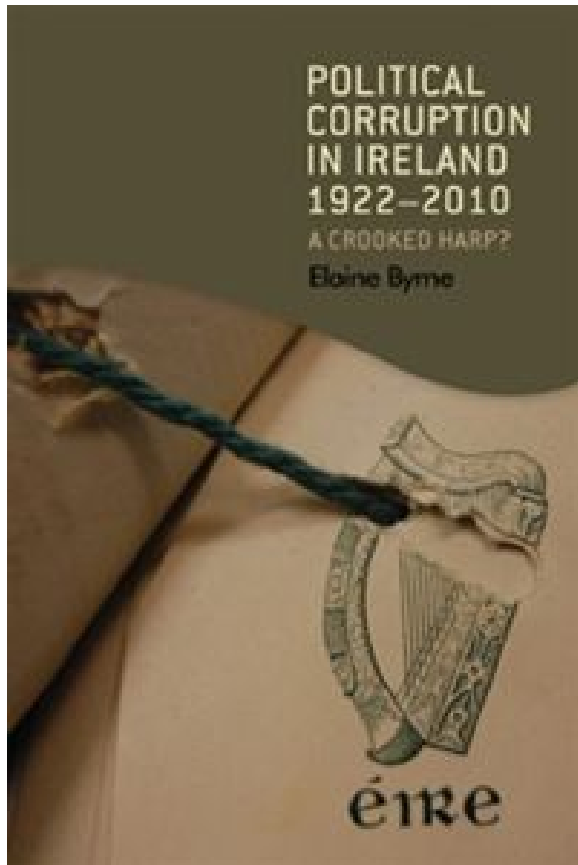 POLITICAL
CORRUPTION
IN IRELAND
1922–2010
A CROOKED HARP?
Elaine Byrne
éire